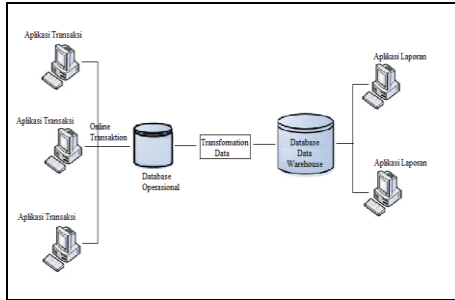 Aplikasi Transaksi
Aplikasi Laporan
Aplikasi Transaksi
Online
Transaktion
Transformation
Data
Database
Data
Warehouse
Database
Operasional
Aplikasi Laporan
Aplikasi Transaksi